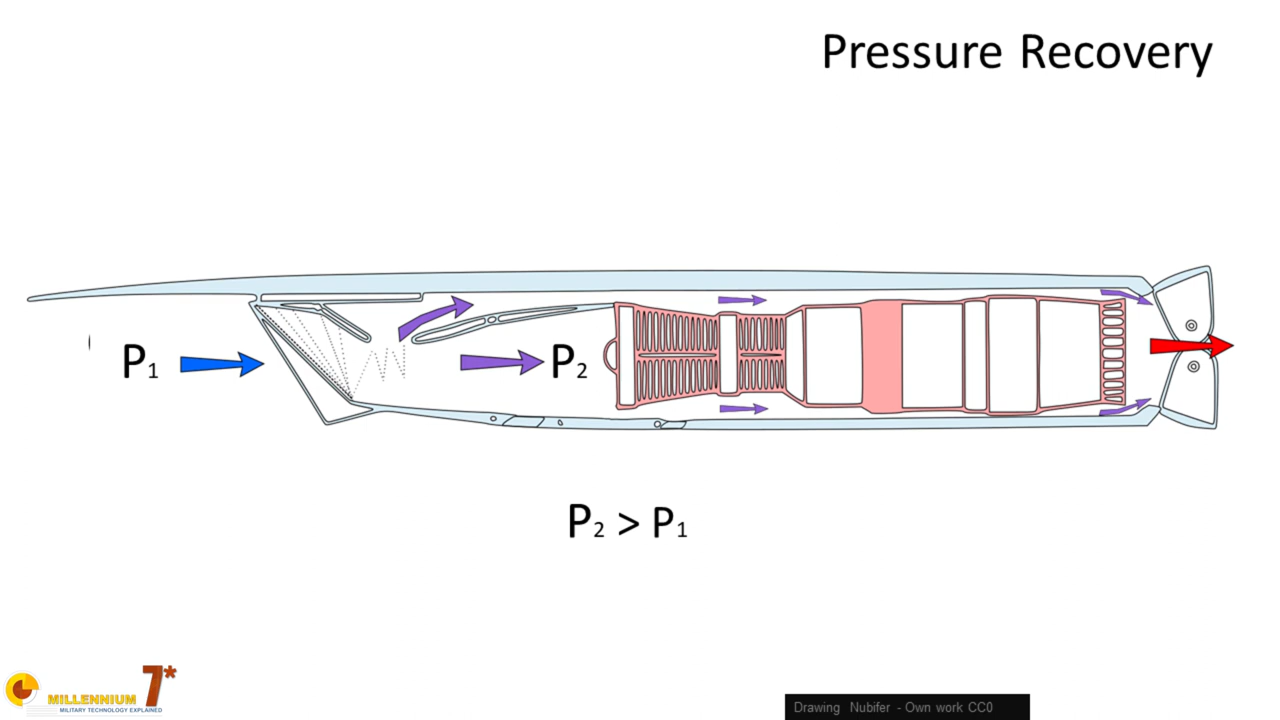 Pressure Recovery
P₁
P₂
P₂ > P₁
MILLENNIUM 7*
MILITARY TECHNOLOGY EXPLAINED
Drawing Nubifer - Own work CC0